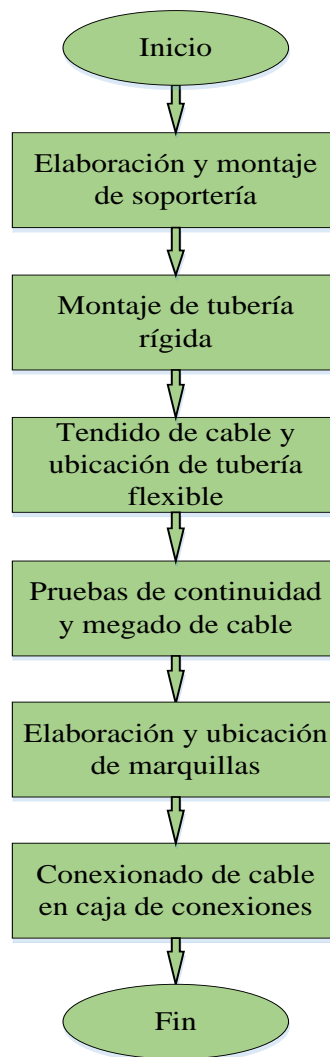 Inicio
Elaboración y montaje
de soportería
Montaje de tubería
rígida
Tendido de cable y
ubicación de tubería
flexible
Pruebas de continuidad
y megado de cable
Elaboración y ubicación
de marquillas
Conexionado de cable
en caja de conexiones
Fin